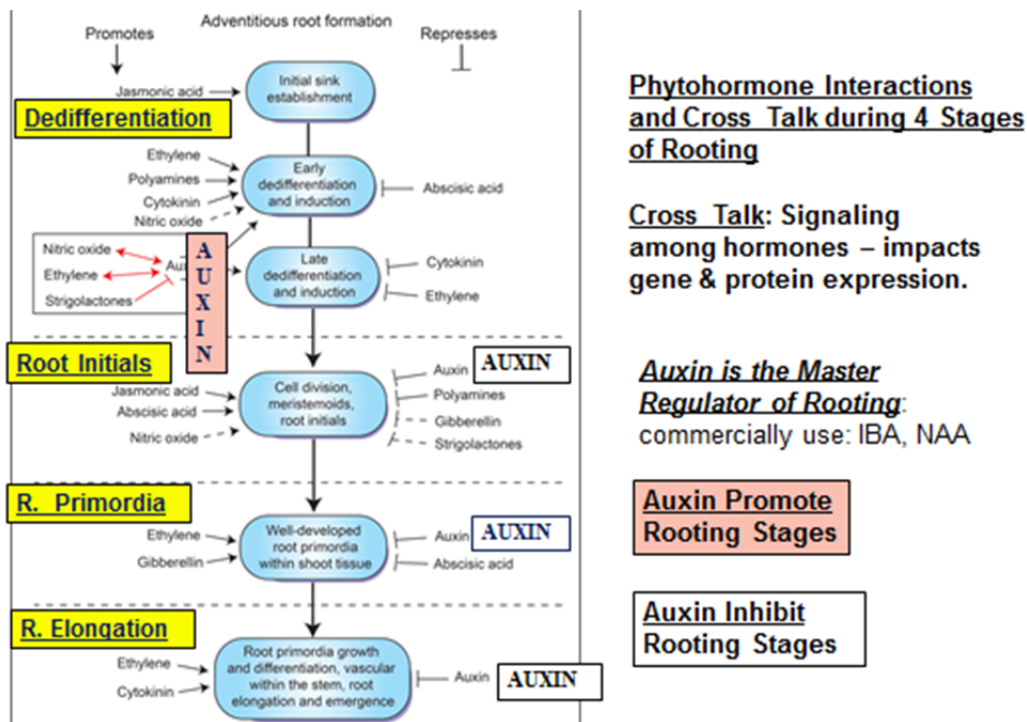 Adventitious root formation
Promotes
Represses
Jasmonic acid
Initial sink
establishment
Dedifferentiation
Ethylene
Polyamines
Cytokinin
Nitric oxide
Early
dedifferentiation
and induction
Abscisic acid
Nitric oxide
Ethylene
Strigolactones
AUXIN
Late
dedifferentiation
and induction
Cytokinin
Ethylene
Root Initials
Jasmonic acid
Abscisic acid
Nitric oxide
Cell division,
meristemoids,
root initials
Auxin
AUXIN
Polyamines
Gibberellin
Strigolactones
R. Primordia
Ethylene
Gibberellin
Well-developed
root primordia
within shoot tissue
Auxin
AUXIN
Abscisic acid
R. Elongation
Ethylene
Cytokinin
Root primordia growth
and differentiation, vascular
within the stem, root
elongation and emergence
Auxin
AUXIN
Phytohormone Interactions
and Cross Talk during 4 Stages
of Rooting
Cross Talk: Signaling
among hormones – impacts
gene & protein expression.
Auxin is the Master
Regulator of Rooting:
commercially use: IBA, NAA
Auxin Promote
Rooting Stages
Auxin Inhibit
Rooting Stages